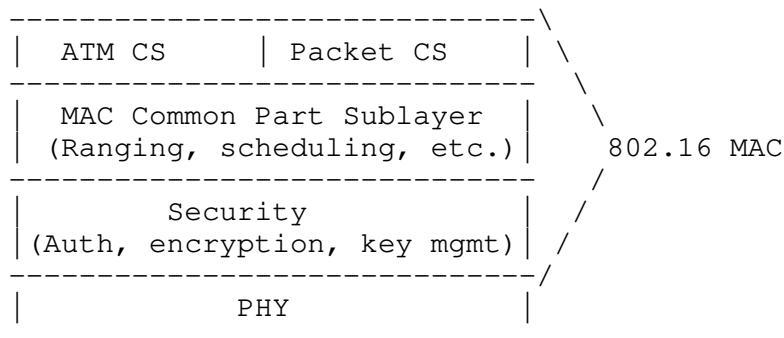 ATM CS | Packet CS
MAC Common Part Sublayer
(Ranging, scheduling, etc.) 802.16 MAC
Security
(Auth, encryption, key mgmt)
PHY